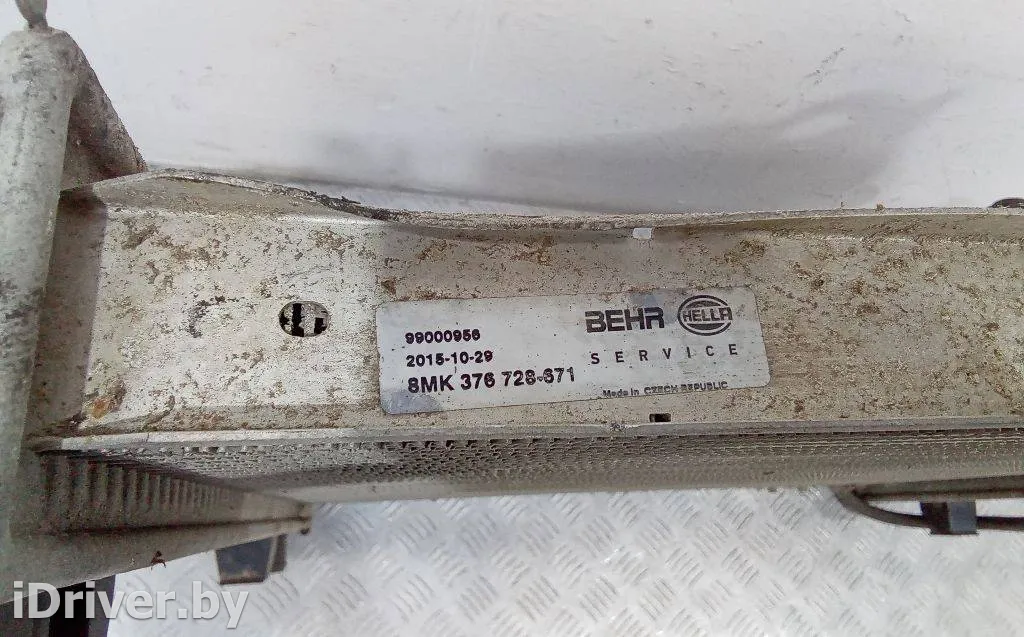 99000956
2015-10-29
8MK 376 728-671
BEHR HELLA
SERVICE
Made in CZECH REPUBLIC
iDriver.by